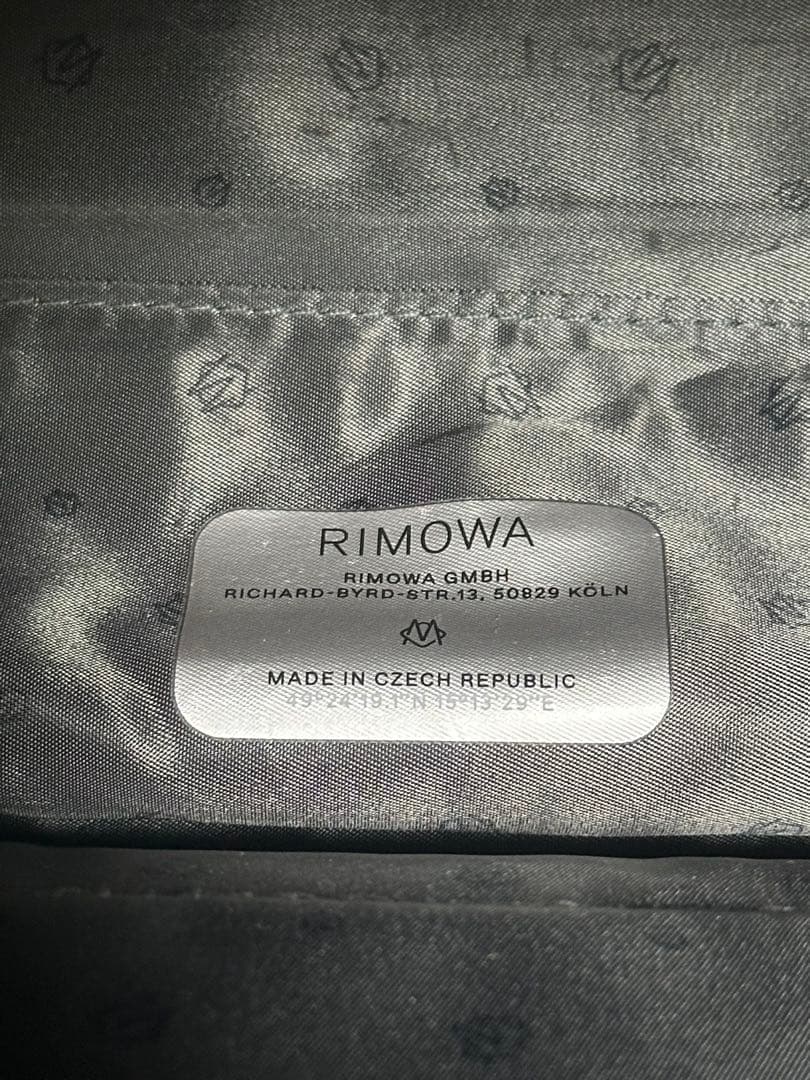 RIMOWA
RIMOWA GMBH
RICHARD-BYRD-STR.13, 50829 KÖLN
MADE IN CZECH REPUBLIC
49°24'19.1"N 15°13'29"E